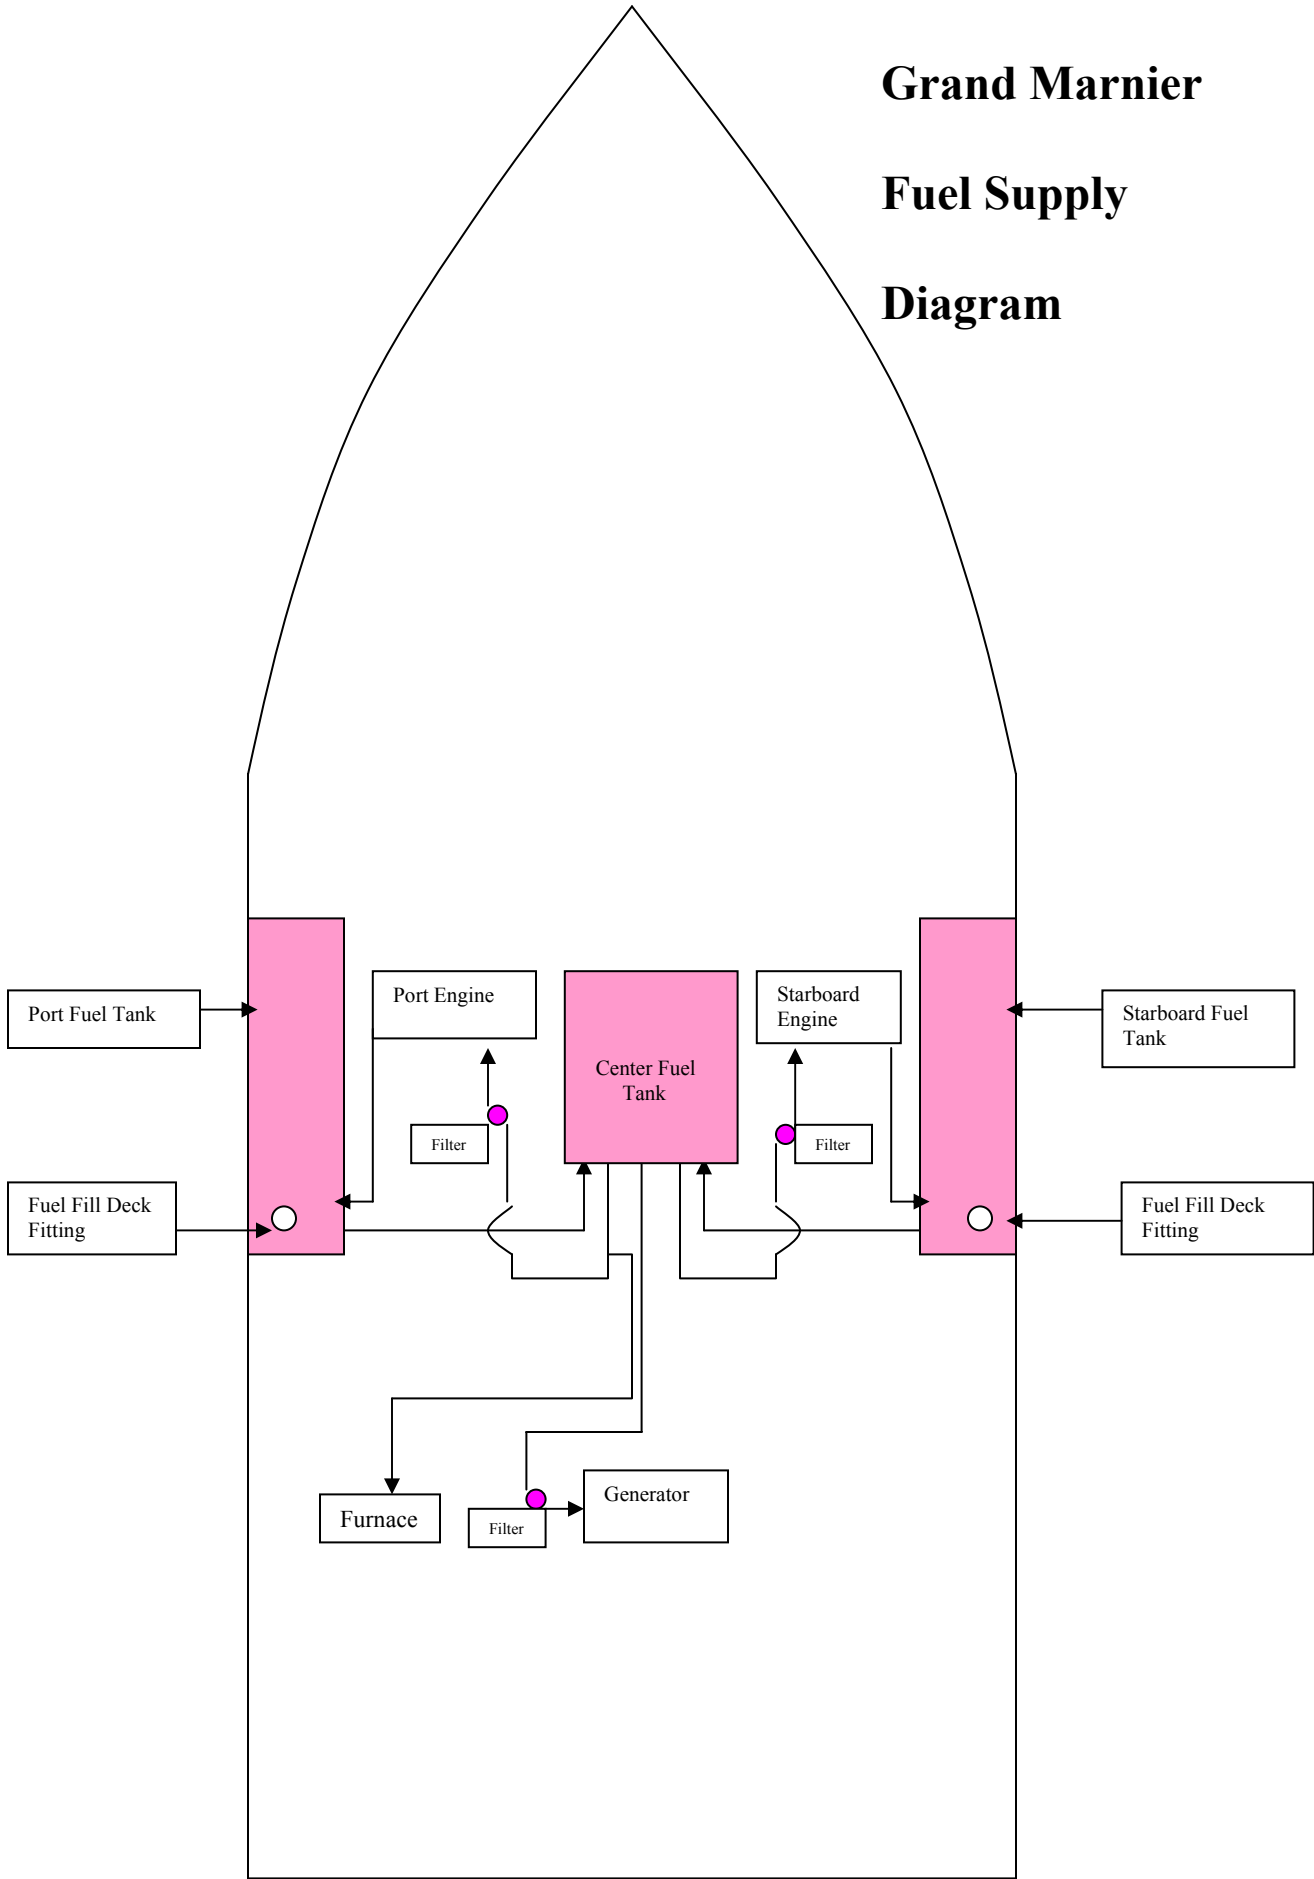 Grand Marnier
Fuel Supply
Diagram
Port Fuel Tank
Port Engine
Center Fuel
Tank
Starboard
Engine
Starboard Fuel
Tank
Filter
Filter
Fuel Fill Deck
Fitting
Fuel Fill Deck
Fitting
Furnace
Filter
Generator